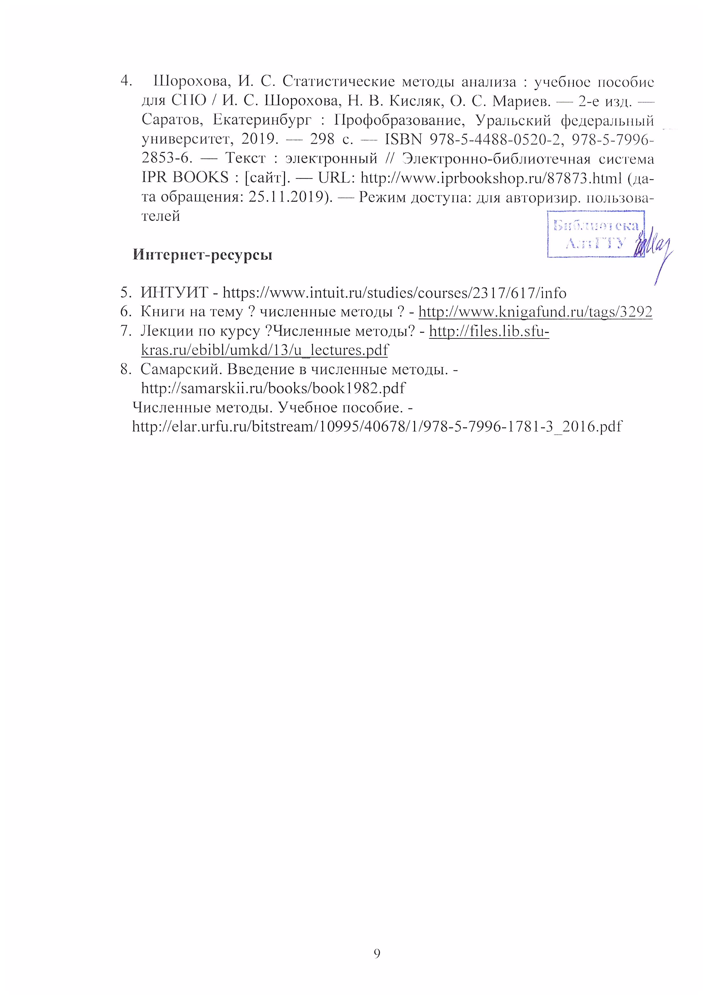 4. Шорохова, И. С. Статистические методы анализа : учебное пособие
для СПО / И. С. Шорохова, Н. В. Кисляк, О. С. Мариев. — 2-е изд. —
Саратов, Екатеринбург : Профобразование, Уральский федеральный
университет, 2019. — 298 с. — ISBN 978-5-4488-0520-2, 978-5-7996-
2853-6. — Текст : электронный // Электронно-библиотечная система
IPR BOOKS : [сайт]. — URL: http://www.iprbookshop.ru/87873.html (да-
та обращения: 25.11.2019). — Режим доступа: для авторизир. пользова-
телей
Библиотека
АлтГТУ
Интернет-ресурсы
5. ИНТУИТ - https://www.intuit.ru/studies/courses/2317/617/info
6. Книги на тему ? численные методы ? - http://www.knigafund.ru/tags/3292
7. Лекции по курсу ?Численные методы? - http://files.lib.sfu-
kras.ru/ebibl/umkd/13/u_lectures.pdf
8. Самарский. Введение в численные методы. -
http://samarskii.ru/books/book1982.pdf
Численные методы. Учебное пособие. -
http://elar.urfu.ru/bitstream/10995/40678/1/978-5-7996-1781-3_2016.pdf
9